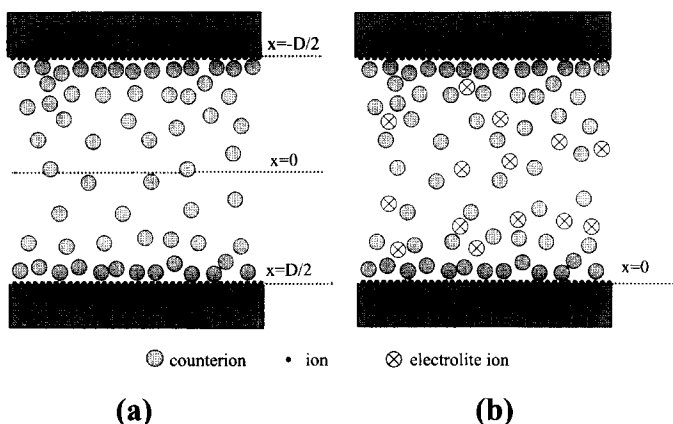 x=-D/2
x=0
x=D/2
x=0
counterion
ion
electrolite ion
(a)
(b)